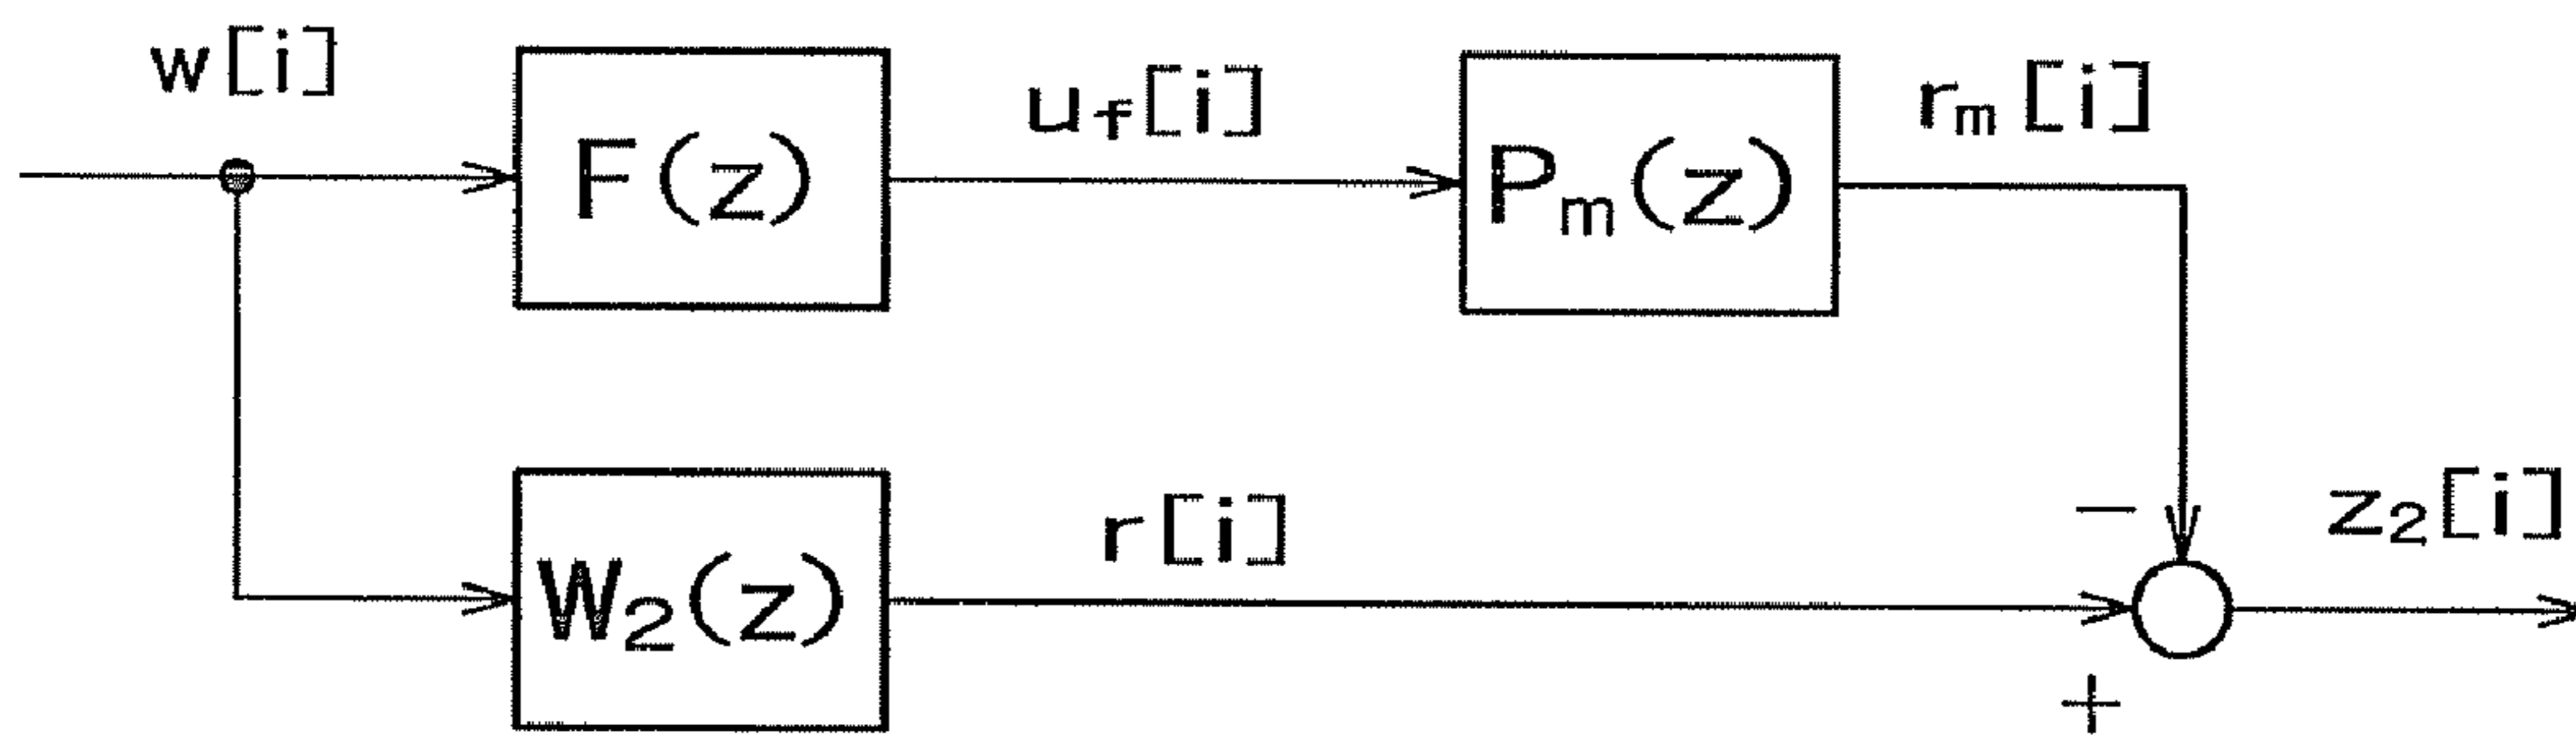 w[i]
F(z)
u_f[i]
P_m(z)
r_m[i]
W_2(z)
r[i]
−
+
z_2[i]